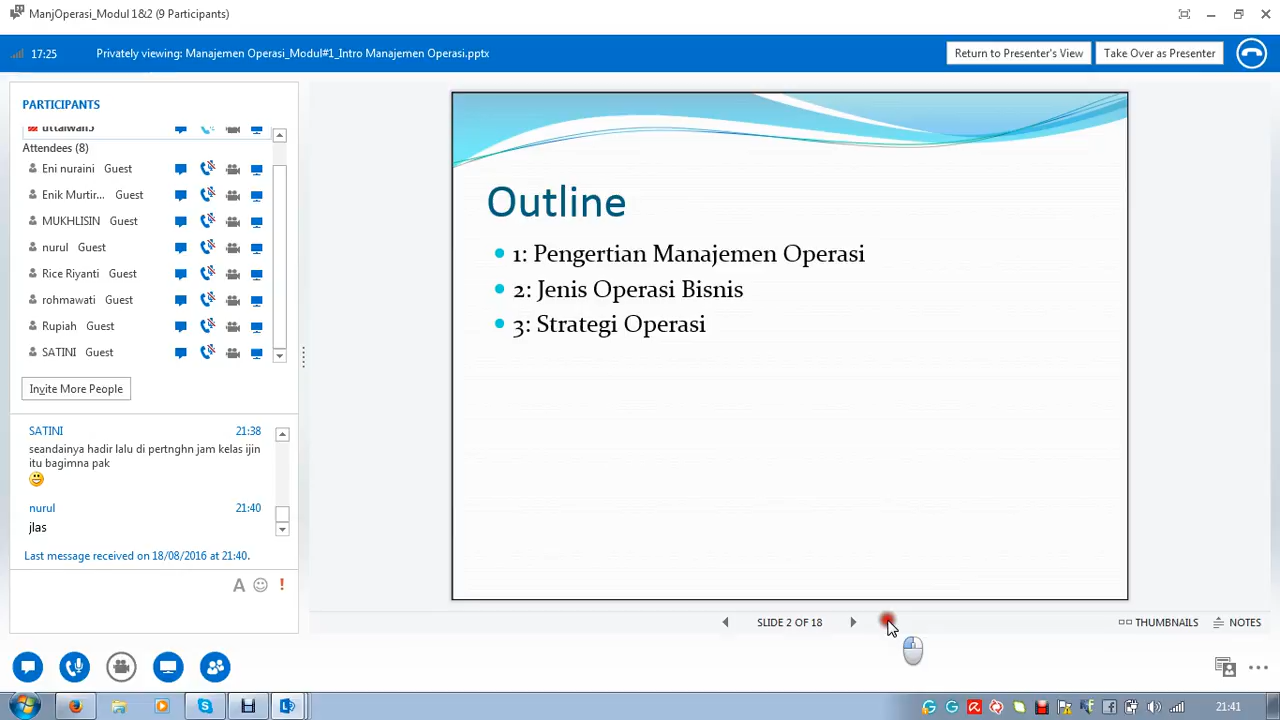 ManjOperasi_Modul 1&2 (9 Participants)
17:25
Privately viewing: Manajemen Operasi_Modul#1_Intro Manajemen Operasi.pptx
Return to Presenter's View
Take Over as Presenter
PARTICIPANTS
Attendees (8)
Eni nuraini Guest
Enik Murtir... Guest
MUKHLISIN Guest
nurul Guest
Rice Riyanti Guest
rohmawati Guest
Rupiah Guest
SATINI Guest
Invite More People
SATINI 21:38
seandainya hadir lalu di pertnghn jam kelas ijin
itu bagimna pak
nurul 21:40
jlas
Last message received on 18/08/2016 at 21:40.
Outline
1: Pengertian Manajemen Operasi
2: Jenis Operasi Bisnis
3: Strategi Operasi
SLIDE 2 OF 18
THUMBNAILS
NOTES
21:41